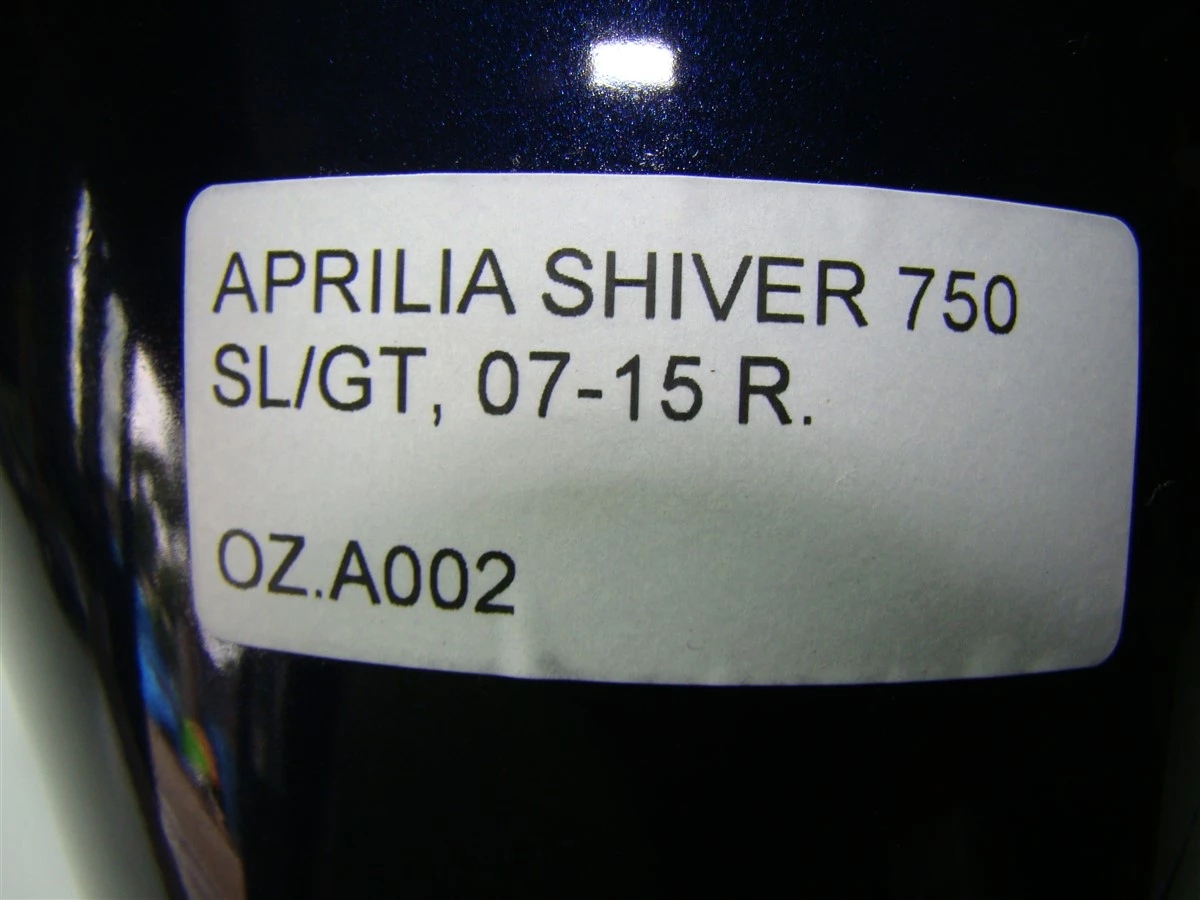 APRILIA SHIVER 750
SL/GT, 07-15 R.
OZ.A002